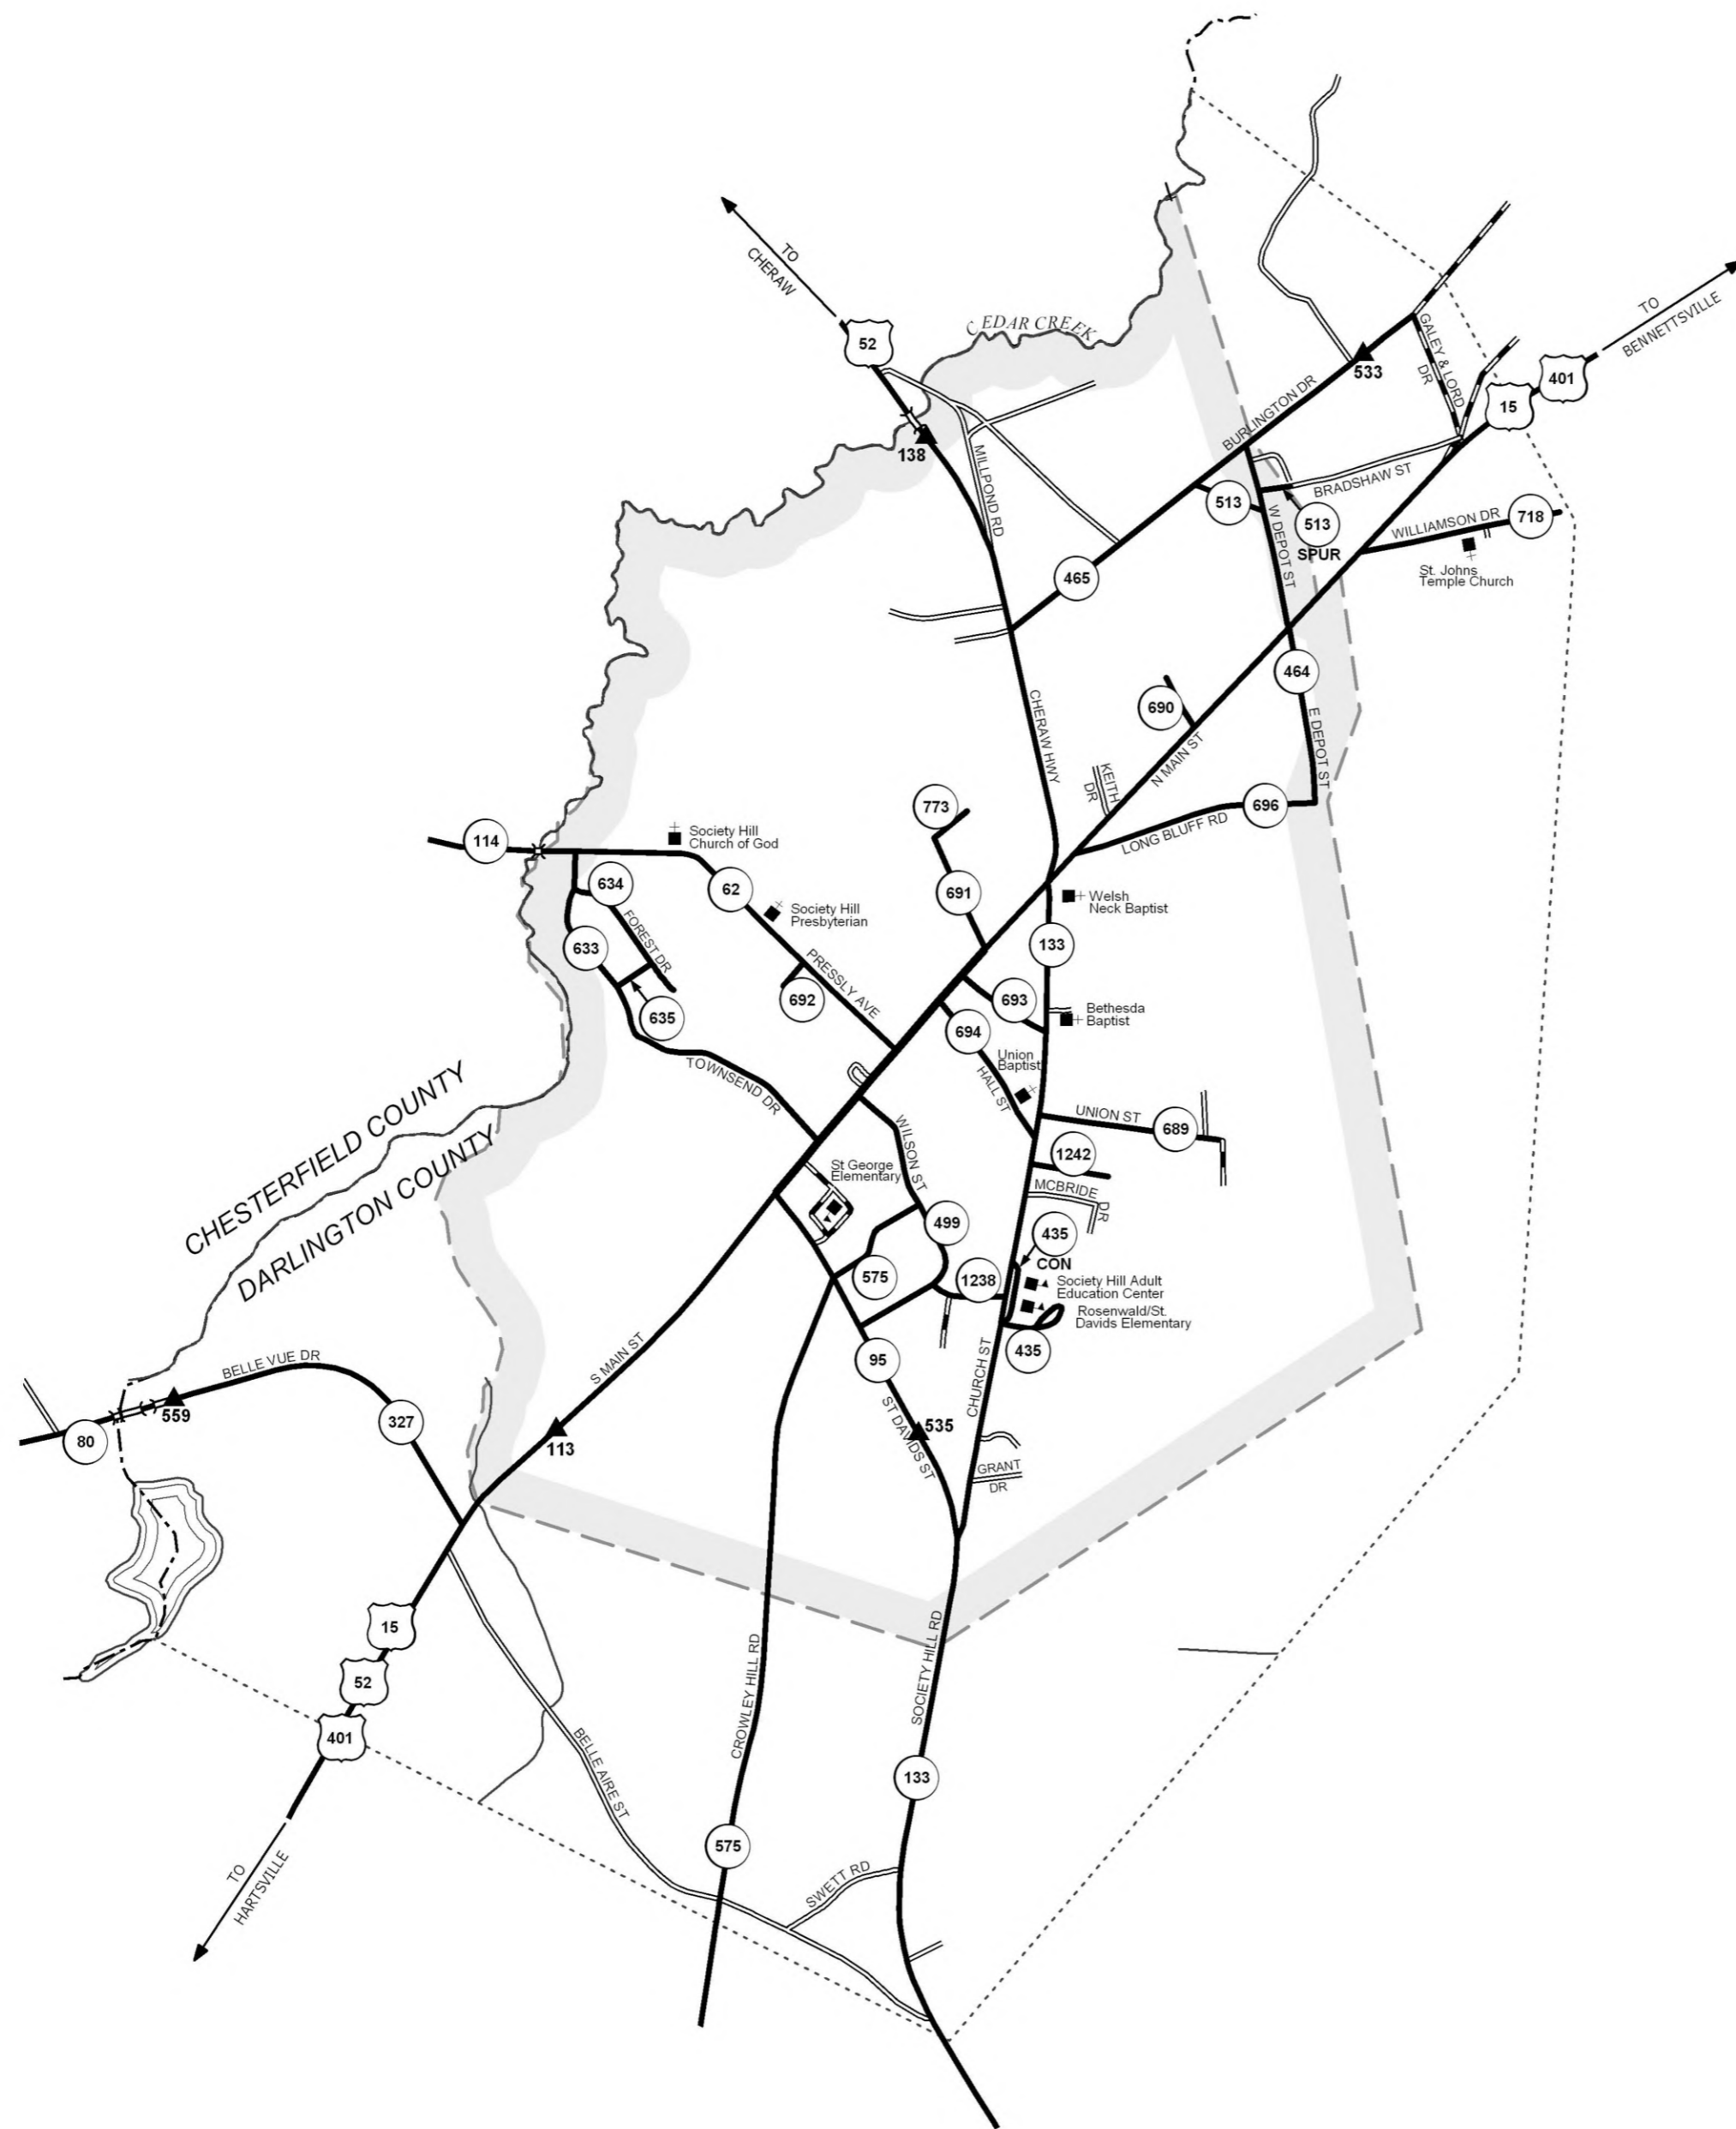 TO
CHERAW
52
CEDAR CREEK
138
MILLPOND RD
TO
BENNETTSVILLE
401
15
GALEY & LORD
DR
533
BURLINGTON DR
BRADSHAW ST
513
513
SPUR
W DEPOT ST
WILLIAMSON DR
718
St. Johns
Temple Church
465
464
E DEPOT ST
CHERAW HWY
690
N MAIN ST
KEITH
DR
696
LONG BLUFF RD
773
691
114
Society Hill
Church of God
62
634
FOREST DR
633
635
Society Hill
Presbyterian
PRESSLY AVE
692
Welsh
Neck Baptist
133
693
Bethesda
Baptist
694
Union
Baptist
HALL ST
TOWNSEND DR
UNION ST
689
WILSON ST
1242
MCBRIDE
DR
St George
Elementary
499
435
CON
575
1238
Society Hill Adult
Education Center
Rosenwald/St.
Davids Elementary
435
CHESTERFIELD COUNTY
DARLINGTON COUNTY
95
CHURCH ST
S MAIN ST
ST DAVIDS ST
535
BELLE VUE DR
559
80
327
113
GRANT
DR
15
52
401
CROWLEY HILL RD
SOCIETY HILL RD
133
BELLE AIRE ST
575
SWETT RD
TO
HARTSVILLE